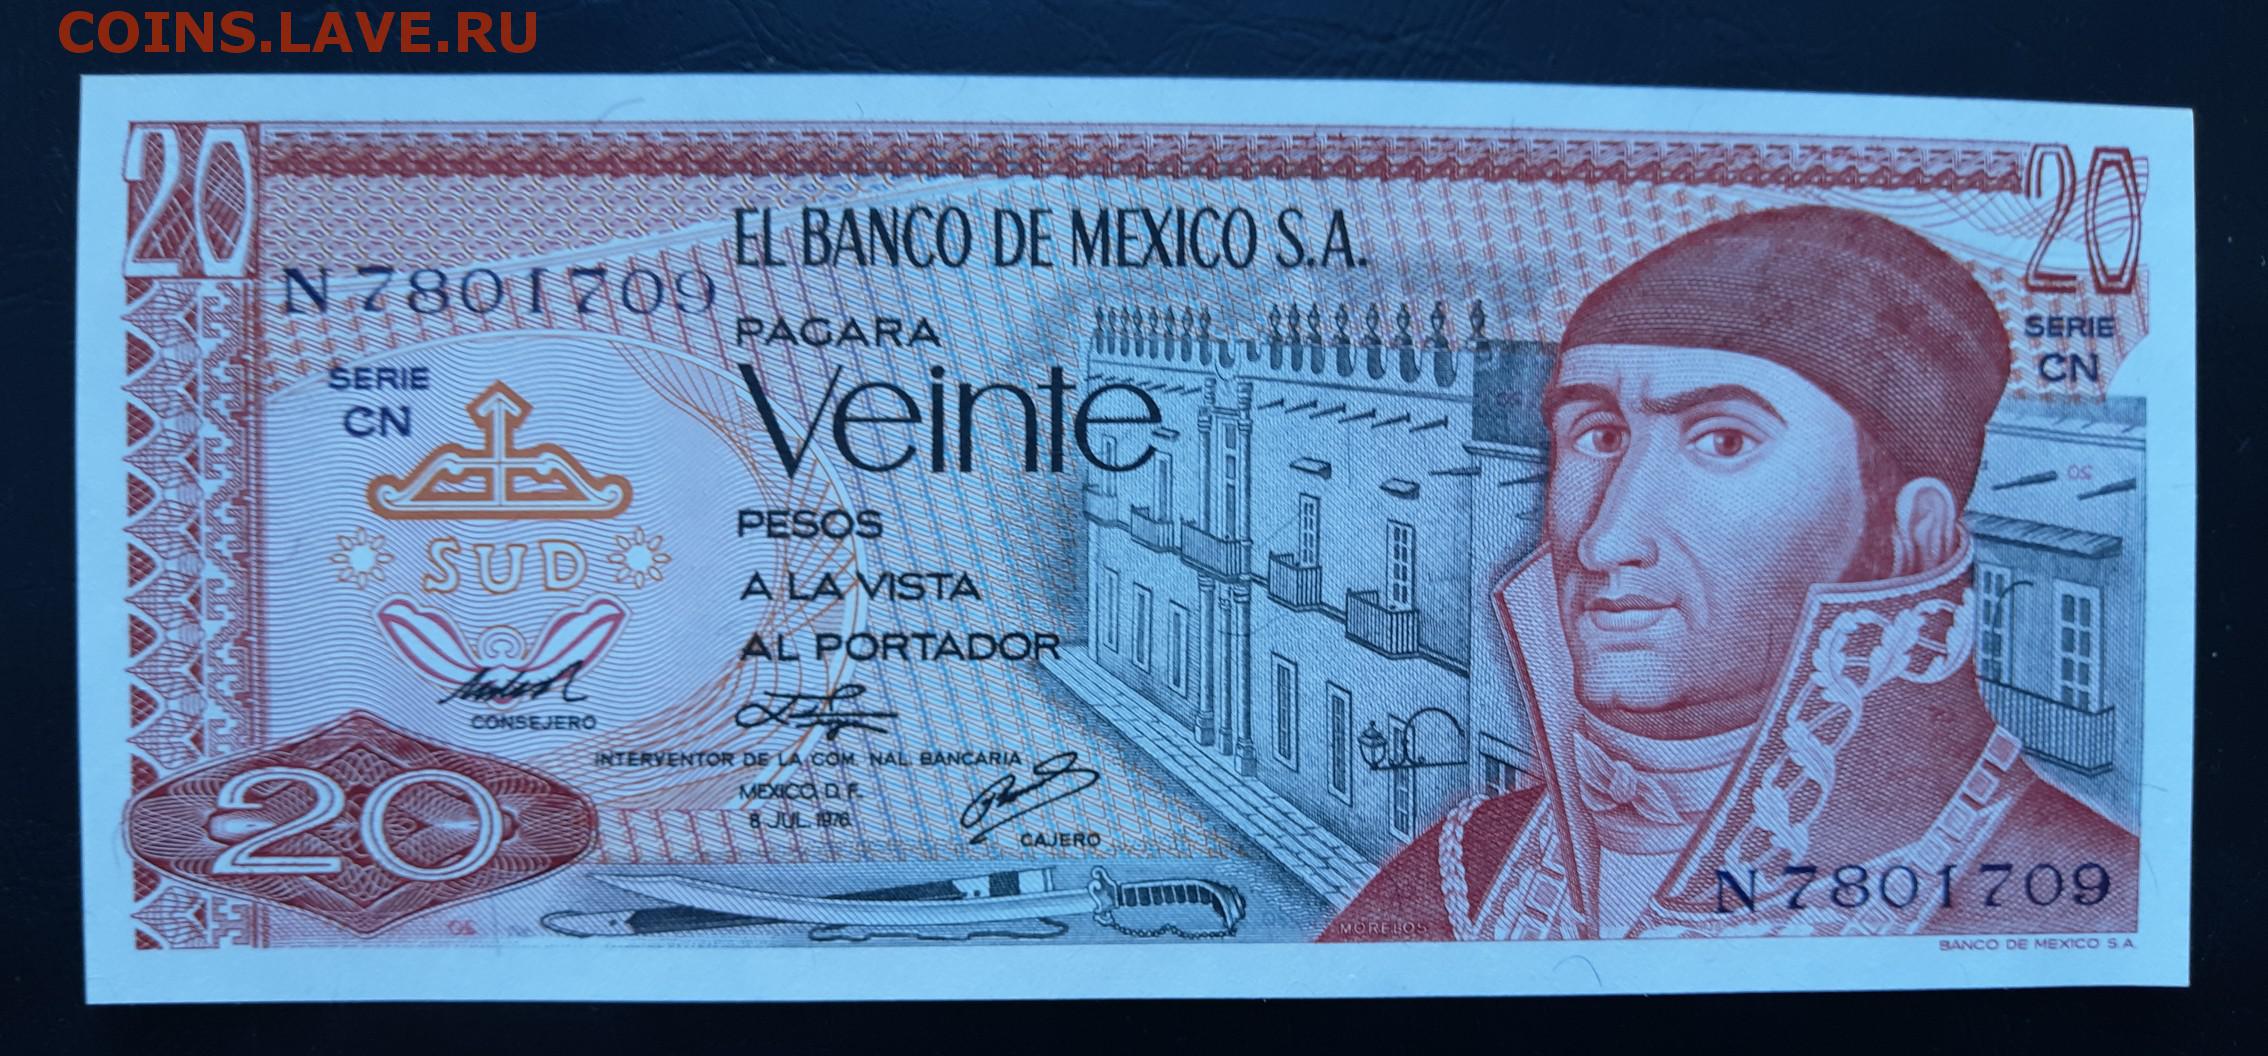 COINS.LAVE.RU
20
20
EL BANCO DE MEXICO S.A.
N 7801709
PAGARA
SERIE
CN
SERIE
CN
Veinte
PESOS
SUD
A LA VISTA
AL PORTADOR
C
CONSEJERO
INTERVENTOR DE LA COM. NAL. BANCARIA
MEXICO, D. F.
8 JUL. 1976.
CAJERO
20
N 7801709
MORELOS
BANCO DE MEXICO S.A.